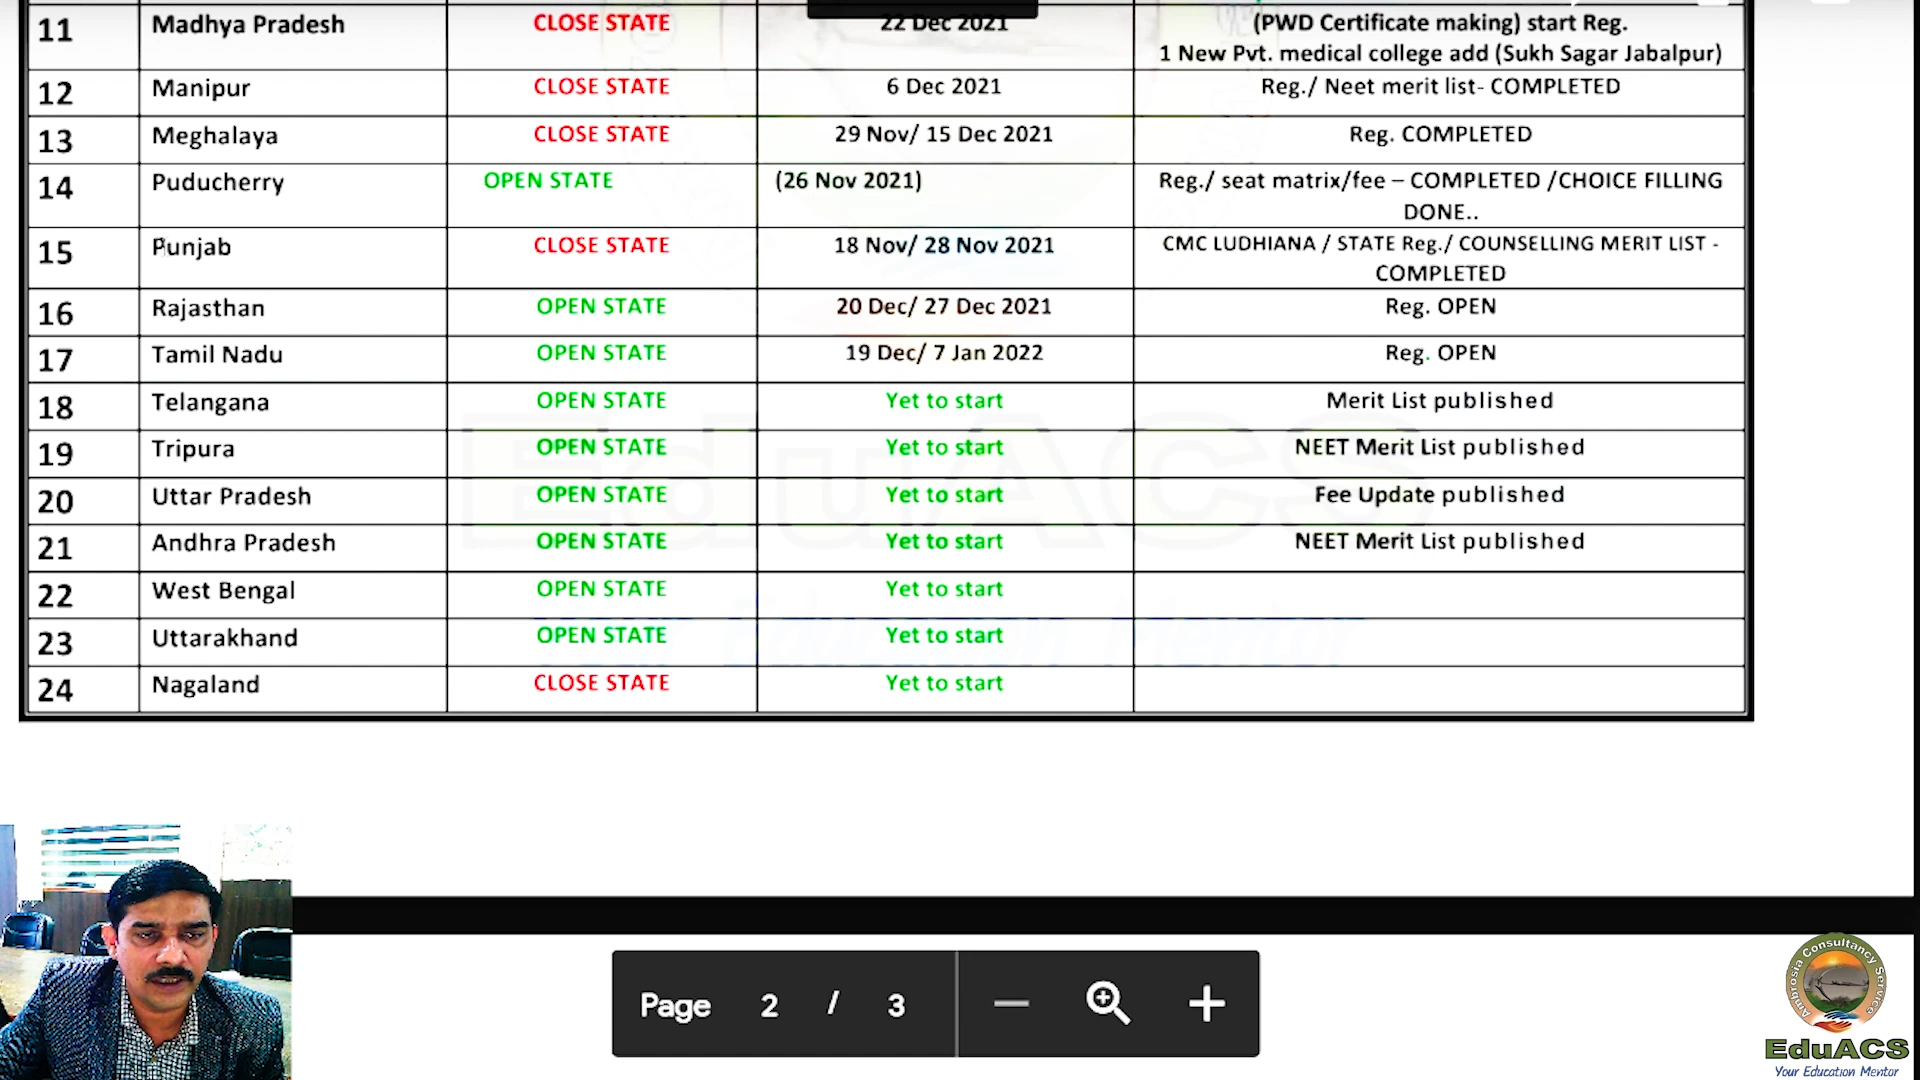 11 Madhya Pradesh CLOSE STATE 22 Dec 2021 (PWD Certificate making) start Reg.
1 New Pvt. medical college add (Sukh Sagar Jabalpur)
12 Manipur CLOSE STATE 6 Dec 2021 Reg./ Neet merit list- COMPLETED
13 Meghalaya CLOSE STATE 29 Nov/ 15 Dec 2021 Reg. COMPLETED
14 Puducherry OPEN STATE (26 Nov 2021) Reg./ seat matrix/fee – COMPLETED /CHOICE FILLING
DONE..
15 Punjab CLOSE STATE 18 Nov/ 28 Nov 2021 CMC LUDHIANA / STATE Reg./ COUNSELLING MERIT LIST -
COMPLETED
16 Rajasthan OPEN STATE 20 Dec/ 27 Dec 2021 Reg. OPEN
17 Tamil Nadu OPEN STATE 19 Dec/ 7 Jan 2022 Reg. OPEN
18 Telangana OPEN STATE Yet to start Merit List published
19 Tripura OPEN STATE Yet to start NEET Merit List published
20 Uttar Pradesh OPEN STATE Yet to start Fee Update published
21 Andhra Pradesh OPEN STATE Yet to start NEET Merit List published
22 West Bengal OPEN STATE Yet to start
23 Uttarakhand OPEN STATE Yet to start
24 Nagaland CLOSE STATE Yet to start
EduACS
Education Mentor
Page 2 / 3
Ambrosia Consultancy Service
EduACS
Your Education Mentor